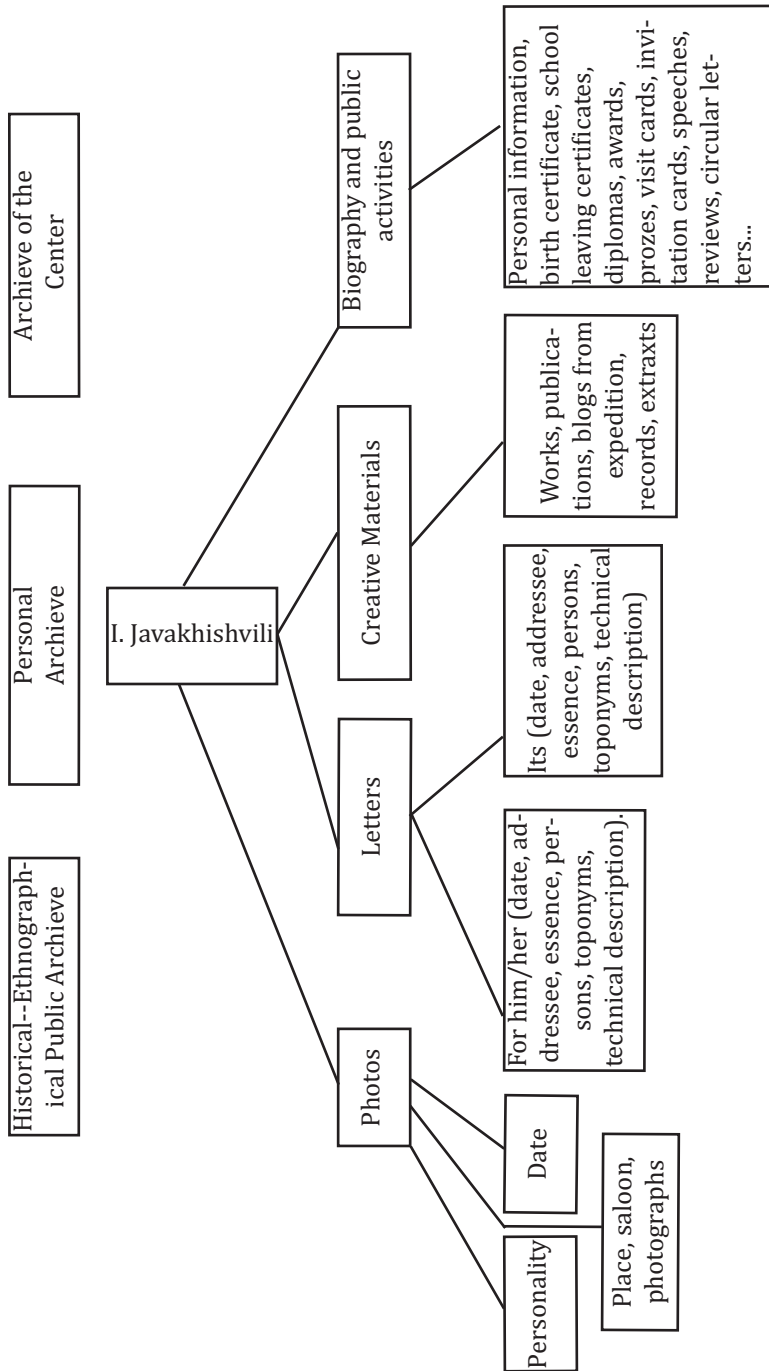 Historical--Ethnograph-
ical Public Archieve
Personal
Archieve
Archieve of the
Center
I. Javakhishvili
Photos
Letters
Creative Materials
Biography and public
activities
Personality
Place, saloon,
photographs
Date
For him/her (date, ad-
dressee, essence, per-
sons, toponyms,
technical description).
Its (date, addressee,
essence, persons,
toponyms, technical
description)
Works, publica-
tions, blogs from
expedition,
records, extraxts
Personal information,
birth certificate, school
leaving certificates,
diplomas, awards,
prozes, visit cards, invi-
tation cards, speeches,
reviews, circular let-
ters...